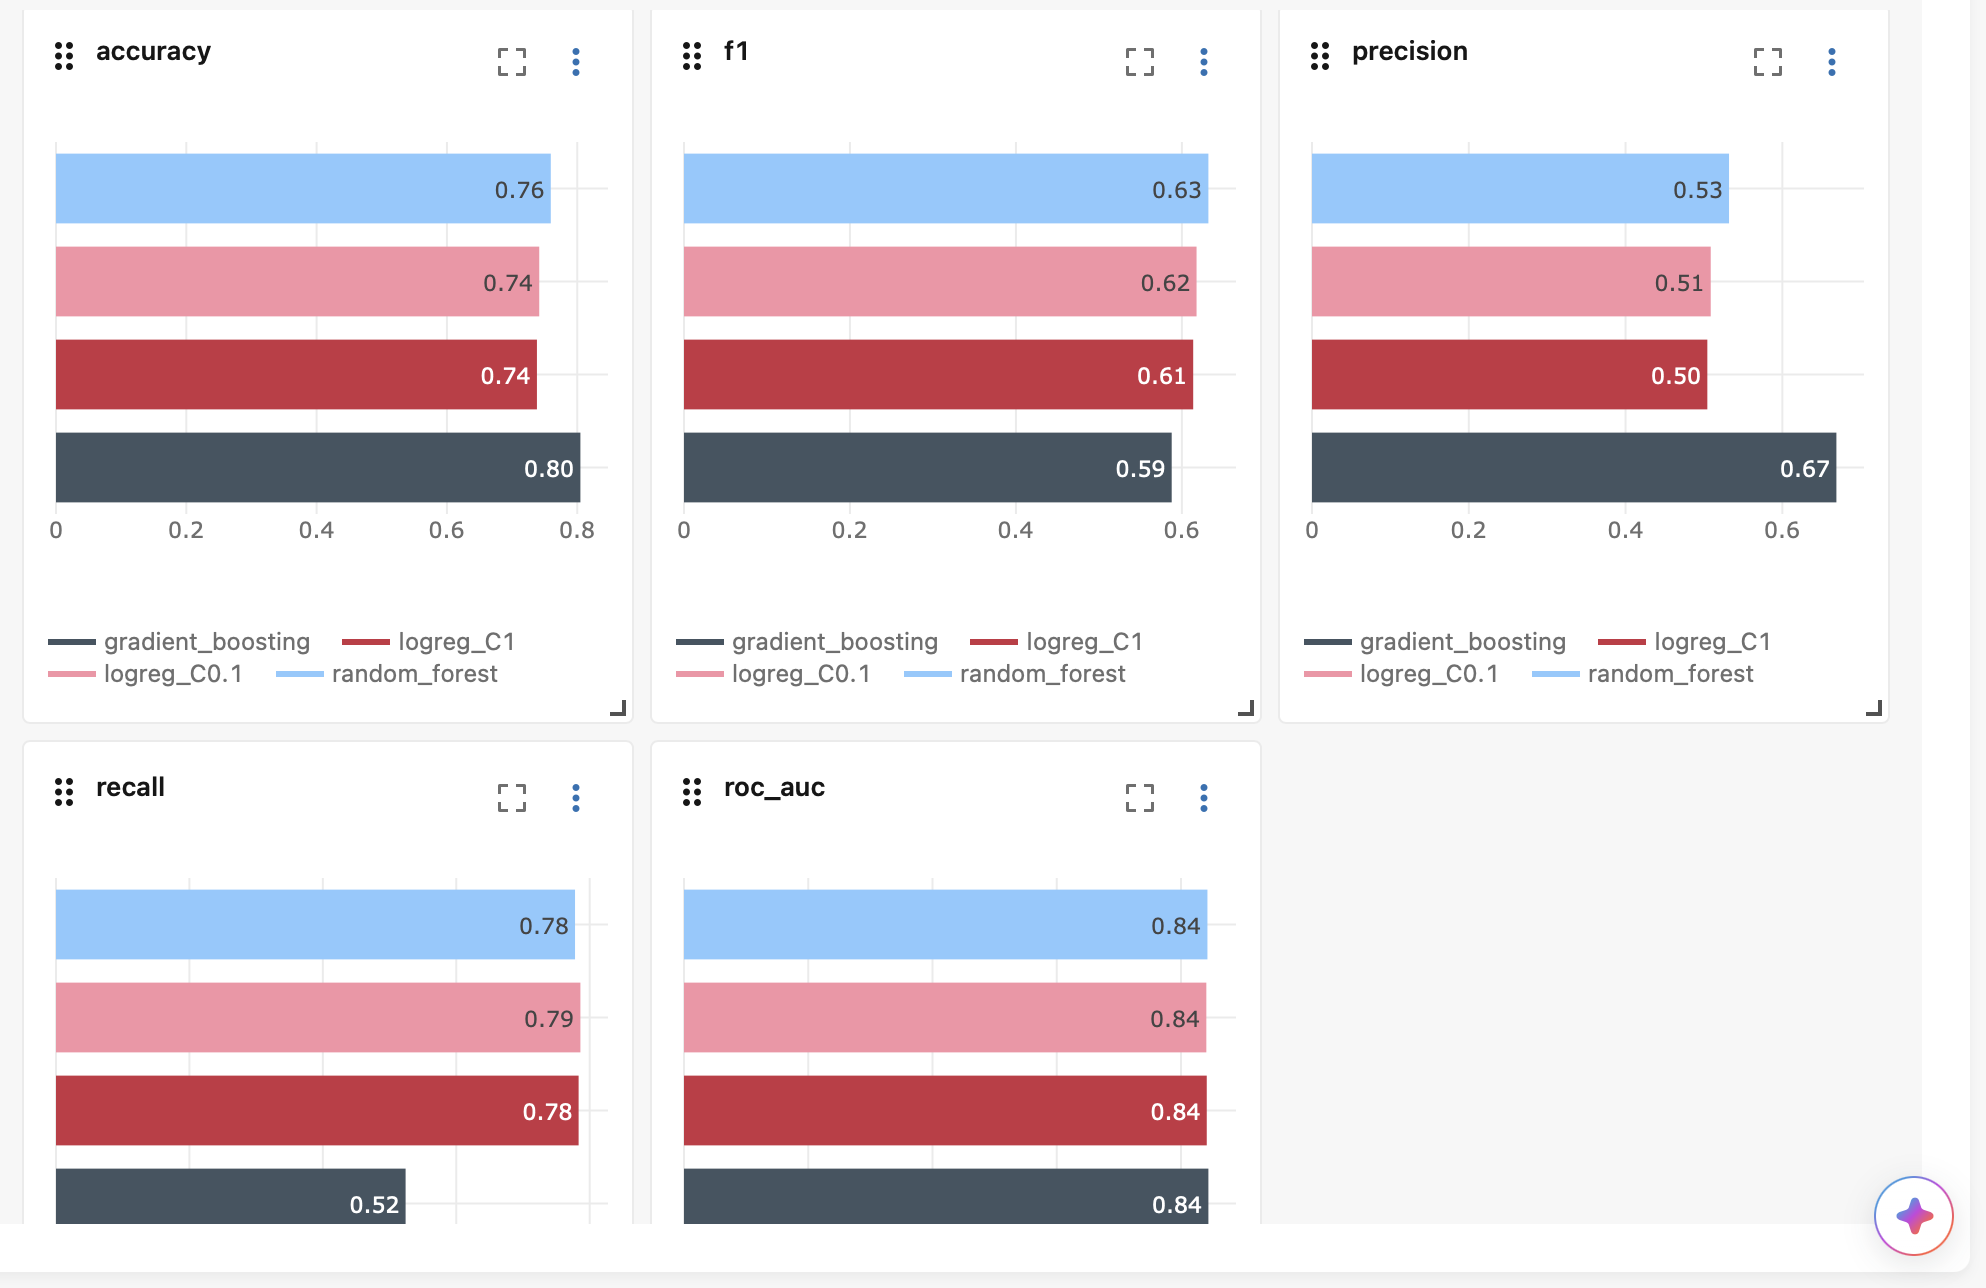 accuracy
0.76
0.74
0.74
0.80
0 0.2 0.4 0.6 0.8
gradient_boosting logreg_C1
logreg_C0.1 random_forest
f1
0.63
0.62
0.61
0.59
0 0.2 0.4 0.6
gradient_boosting logreg_C1
logreg_C0.1 random_forest
precision
0.53
0.51
0.50
0.67
0 0.2 0.4 0.6
gradient_boosting logreg_C1
logreg_C0.1 random_forest
recall
0.78
0.79
0.78
0.52
roc_auc
0.84
0.84
0.84
0.84